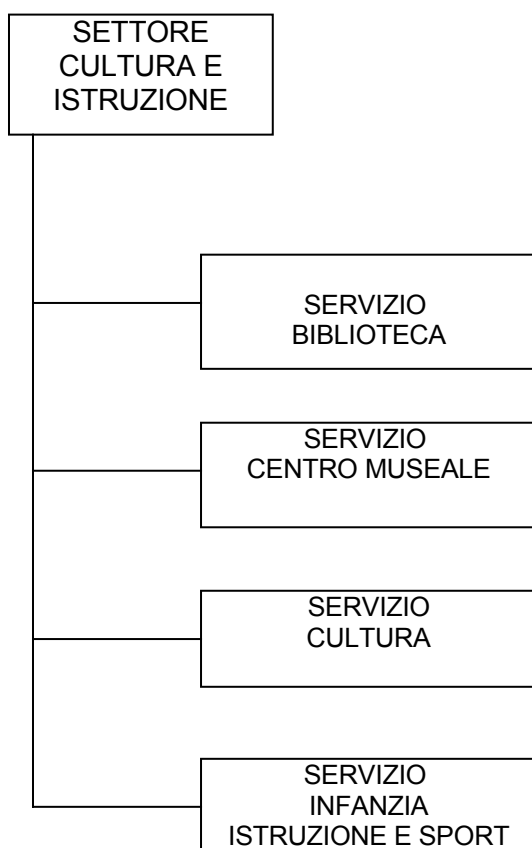 SETTORE
CULTURA E
ISTRUZIONE
SERVIZIO
BIBLIOTECA
SERVIZIO
CENTRO MUSEALE
SERVIZIO
CULTURA
SERVIZIO
INFANZIA
ISTRUZIONE E SPORT